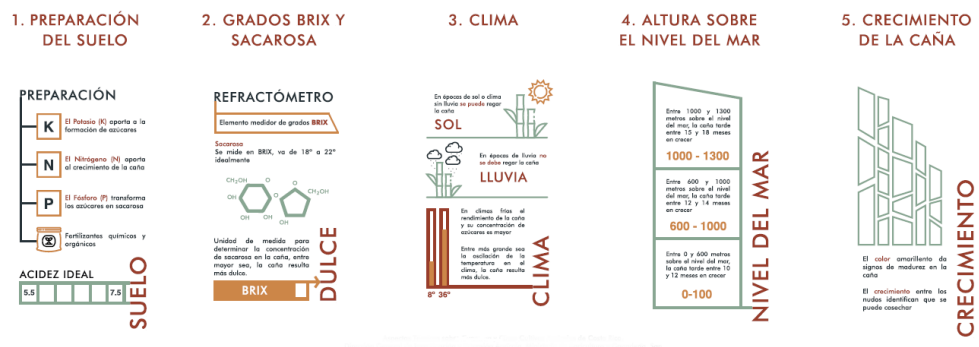 1. PREPARACIÓN
DEL SUELO
PREPARACIÓN
K
El Potasio (K) aporta a la
formación de azúcares
N
El Nitrógeno (N) aporta
al crecimiento de la caña
P
El Fósforo (P) transforma
los azúcares en sacarosa
Fertilizantes químicos y
orgánicos
ACIDEZ IDEAL
5.5
7.5
SUELO
2. GRADOS BRIX Y
SACAROSA
REFRACTÓMETRO
Elemento medidor de grados BRIX
Sacarosa
Se mide en BRIX, va de 18° a 22°
idealmente
CH₂OH
O
O
O
CH₂OH
OH
OH
OH
Unidad de medida para
determinar la concentración
de sacarosa en la caña, entre
mayor sea, la caña resulta
más dulce.
BRIX
DULCE
3. CLIMA
En épocas de sol o clima
sin lluvia se puede regar
la caña
SOL
En épocas de lluvia no
se debe regar la caña
LLUVIA
En climas fríos el
rendimiento de la caña
y su concentración de
azúcares es mayor
Entre más grande sea
la oscilación de la
temperatura en el
clima, la caña resulta
más dulce.
8° 36°
CLIMA
4. ALTURA SOBRE
EL NIVEL DEL MAR
Entre 1000 y 1300
metros sobre el nivel
del mar, la caña tarde
entre 15 y 18 meses
en crecer
1000 - 1300
Entre 600 y 1000
metros sobre el nivel
del mar, la caña tarde
entre 12 y 14 meses
en crecer
600 - 1000
Entre 0 y 600 metros
sobre el nivel del mar,
la caña tarde entre 10
y 12 meses en crecer
0-100
NIVEL DEL MAR
5. CRECIMIENTO
DE LA CAÑA
El color amarillento da
signos de madurez en la
caña
El crecimiento entre los
nudos identifican que se
puede cosechar
CRECIMIENTO